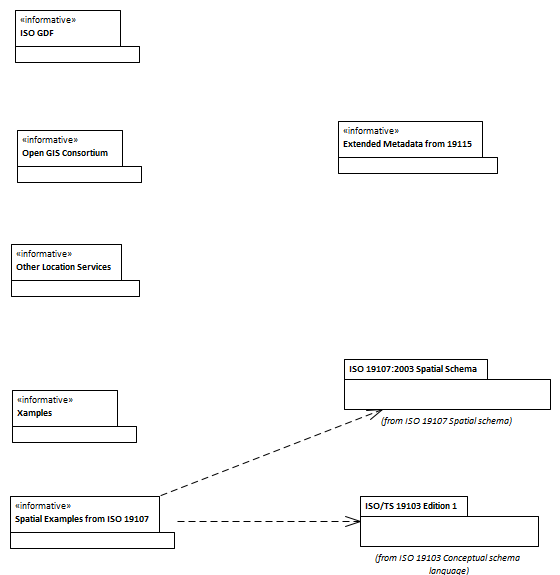 «informative»
ISO GDF
«informative»
Open GIS Consortium
«informative»
Extended Metadata from 19115
«informative»
Other Location Services
ISO 19107:2003 Spatial Schema
(from ISO 19107 Spatial schema)
«informative»
Xamples
«informative»
Spatial Examples from ISO 19107
ISO/TS 19103 Edition 1
(from ISO 19103 Conceptual schema
language)